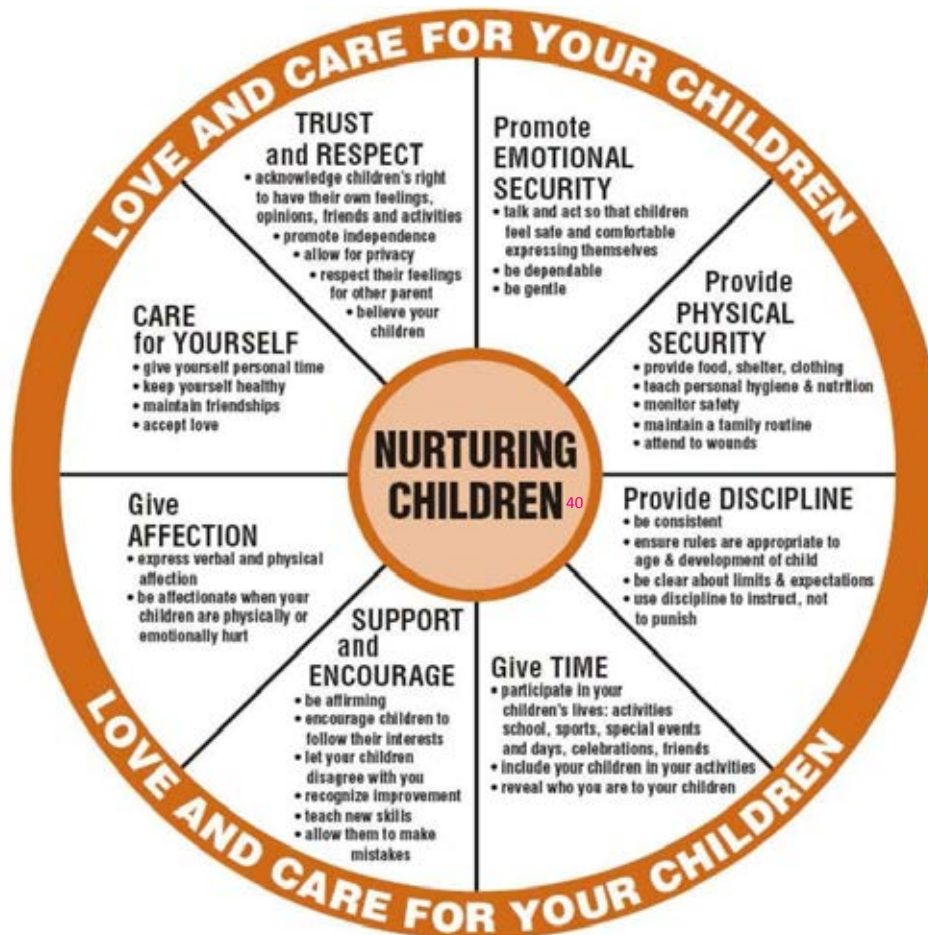 LOVE AND CARE FOR YOUR CHILDREN
TRUST
and RESPECT
• acknowledge children's right
to have their own feelings,
opinions, friends and activities
• promote independence
• allow for privacy
• respect their feelings
for other parent
• believe your
children
Promote
EMOTIONAL
SECURITY
• talk and act so that children
feel safe and comfortable
expressing themselves
• be dependable
• be gentle
Provide
PHYSICAL
SECURITY
• provide food, shelter, clothing
• teach personal hygiene & nutrition
• monitor safety
• maintain a family routine
• attend to wounds
Provide DISCIPLINE
• be consistent
• ensure rules are appropriate to
age & development of child
• be clear about limits & expectations
• use discipline to instruct, not
to punish
Give TIME
• participate in your
children's lives: activities
school, sports, special events
and days, celebrations, friends
• include your children in your activities
• reveal who you are to your children
SUPPORT
and
ENCOURAGE
• be affirming
• encourage children to
follow their interests
• let your children
disagree with you
• recognize improvement
• teach new skills
• allow them to make
mistakes
Give
AFFECTION
• express verbal and physical
affection
• be affectionate when your
children are physically or
emotionally hurt
CARE
for YOURSELF
• give yourself personal time
• keep yourself healthy
• maintain friendships
• accept love
NURTURING
CHILDREN 40
LOVE AND CARE FOR YOUR CHILDREN